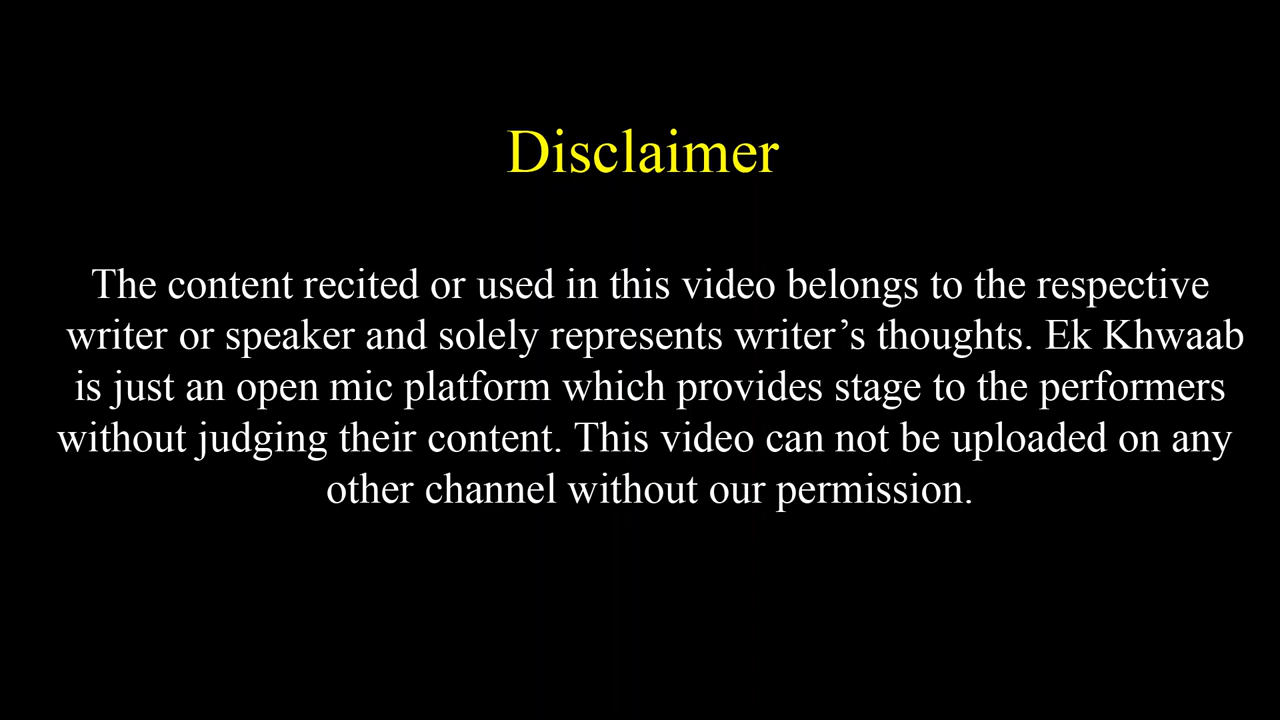 Disclaimer
The content recited or used in this video belongs to the respective
writer or speaker and solely represents writer’s thoughts. Ek Khwaab
is just an open mic platform which provides stage to the performers
without judging their content. This video can not be uploaded on any
other channel without our permission.